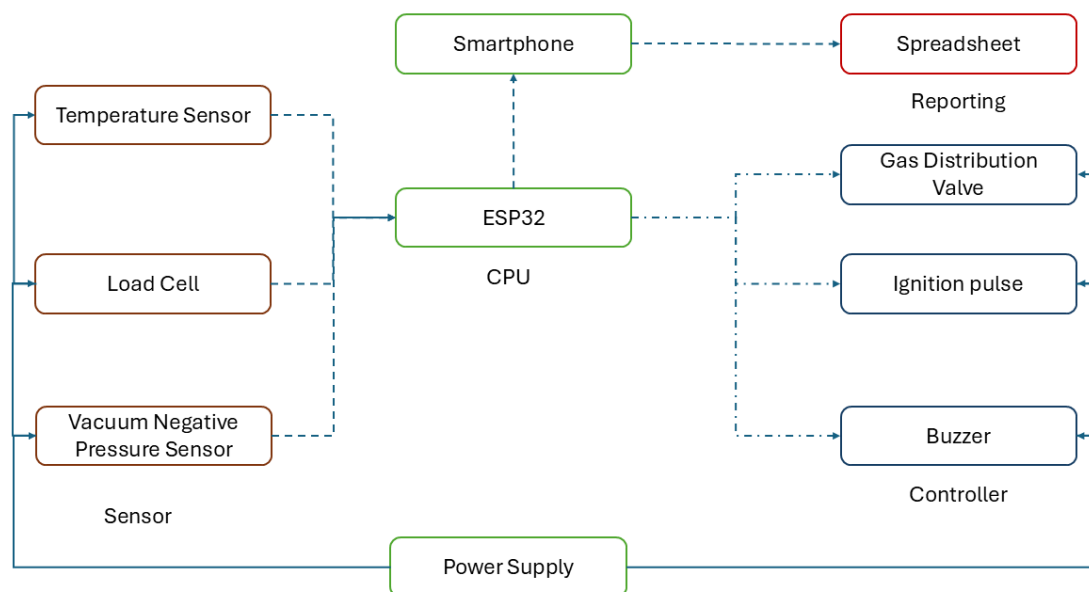 Smartphone
Spreadsheet
Reporting
Temperature Sensor
Gas Distribution
Valve
ESP32
CPU
Load Cell
Ignition pulse
Vacuum Negative
Pressure Sensor
Buzzer
Controller
Sensor
Power Supply